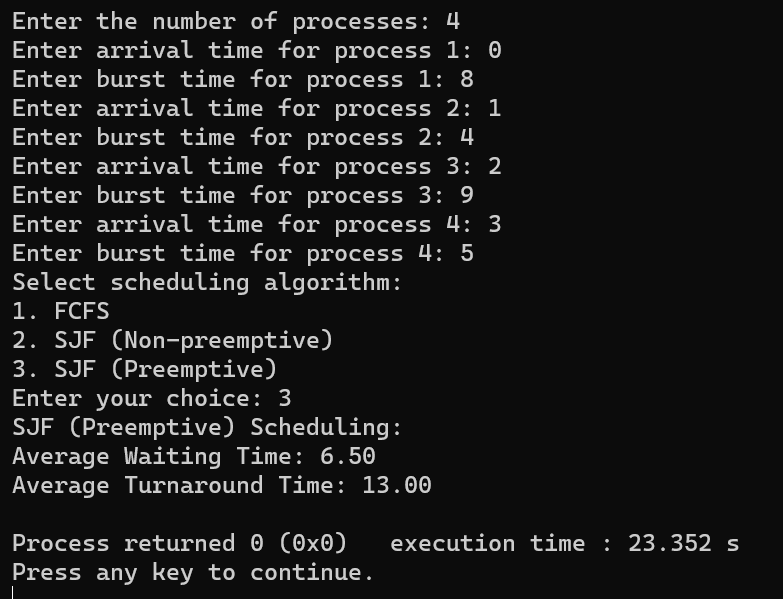 Enter the number of processes: 4
Enter arrival time for process 1: 0
Enter burst time for process 1: 8
Enter arrival time for process 2: 1
Enter burst time for process 2: 4
Enter arrival time for process 3: 2
Enter burst time for process 3: 9
Enter arrival time for process 4: 3
Enter burst time for process 4: 5
Select scheduling algorithm:
1. FCFS
2. SJF (Non-preemptive)
3. SJF (Preemptive)
Enter your choice: 3
SJF (Preemptive) Scheduling:
Average Waiting Time: 6.50
Average Turnaround Time: 13.00
Process returned 0 (0x0)   execution time : 23.352 s
Press any key to continue.